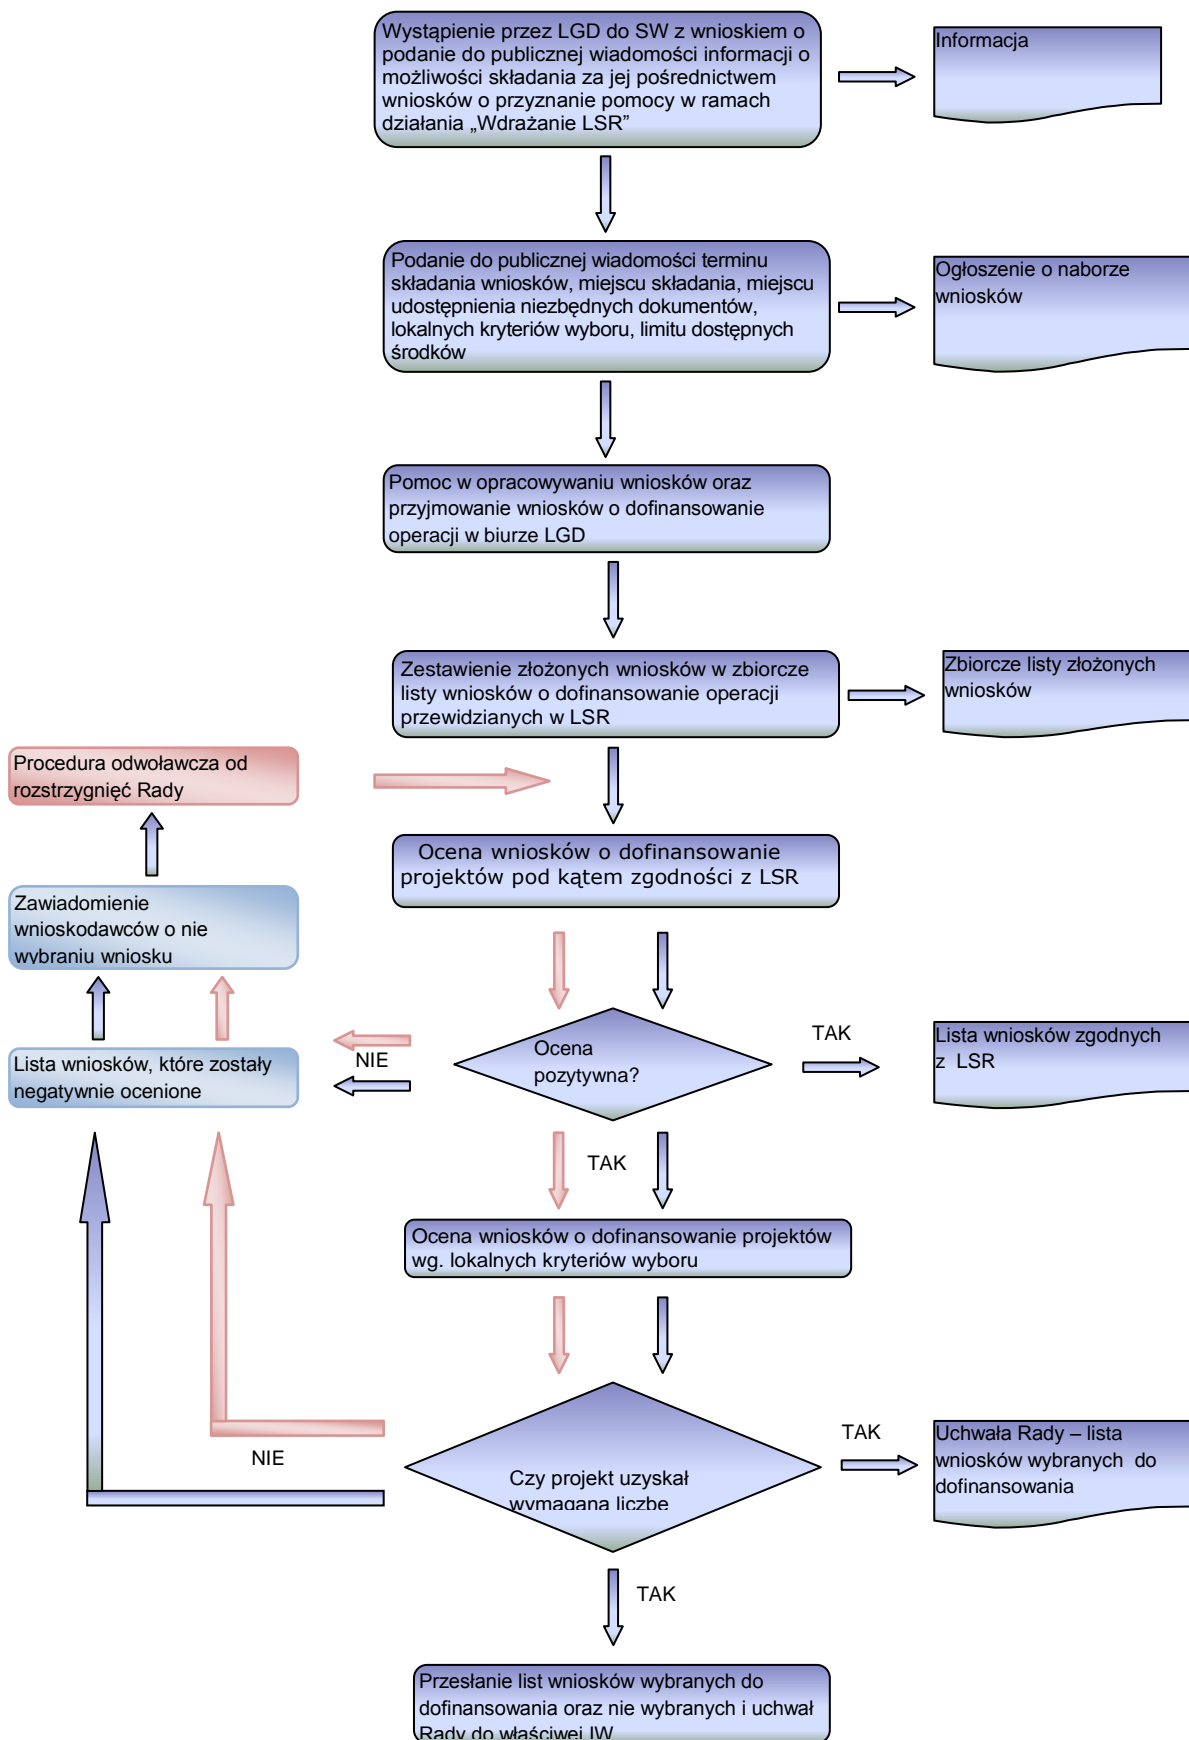 Wystąpienie przez LGD do SW z wnioskiem o
podanie do publicznej wiadomości informacji o
możliwości składania za jej pośrednictwem
wniosków o przyznanie pomocy w ramach
działania „Wdrażanie LSR”
Informacja
Podanie do publicznej wiadomości terminu
składania wniosków, miejscu składania, miejscu
udostępnienia niezbędnych dokumentów,
lokalnych kryteriów wyboru, limitu dostępnych
środków
Ogłoszenie o naborze
wniosków
Pomoc w opracowywaniu wniosków oraz
przyjmowanie wniosków o dofinansowanie
operacji w biurze LGD
Zestawienie złożonych wniosków w zbiorcze
listy wniosków o dofinansowanie operacji
przewidzianych w LSR
Zbiorcze listy złożonych
wniosków
Procedura odwoławcza od
rozstrzygnięć Rady
Ocena wniosków o dofinansowanie
projektów pod kątem zgodności z LSR
Zawiadomienie
wnioskodawców o nie
wybraniu wniosku
Ocena
pozytywna?
TAK
NIE
Lista wniosków zgodnych
z LSR
Lista wniosków, które zostały
negatywnie ocenione
TAK
Ocena wniosków o dofinansowanie projektów
wg. lokalnych kryteriów wyboru
NIE
Czy projekt uzyskał
wymaganą liczbę
TAK
Uchwała Rady – lista
wniosków wybranych do
dofinansowania
TAK
Przesłanie list wniosków wybranych do
dofinansowania oraz nie wybranych i uchwał
Rady do właściwej IW